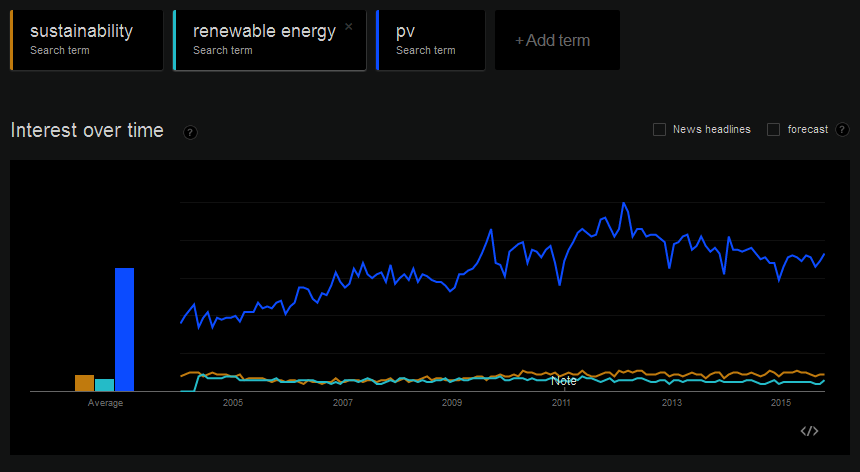 sustainability
Search term
renewable energy ×
Search term
pv
Search term
+Add term
Interest over time ?
News headlines
forecast ?
Note
Average
2005
2007
2009
2011
2013
2015
</>